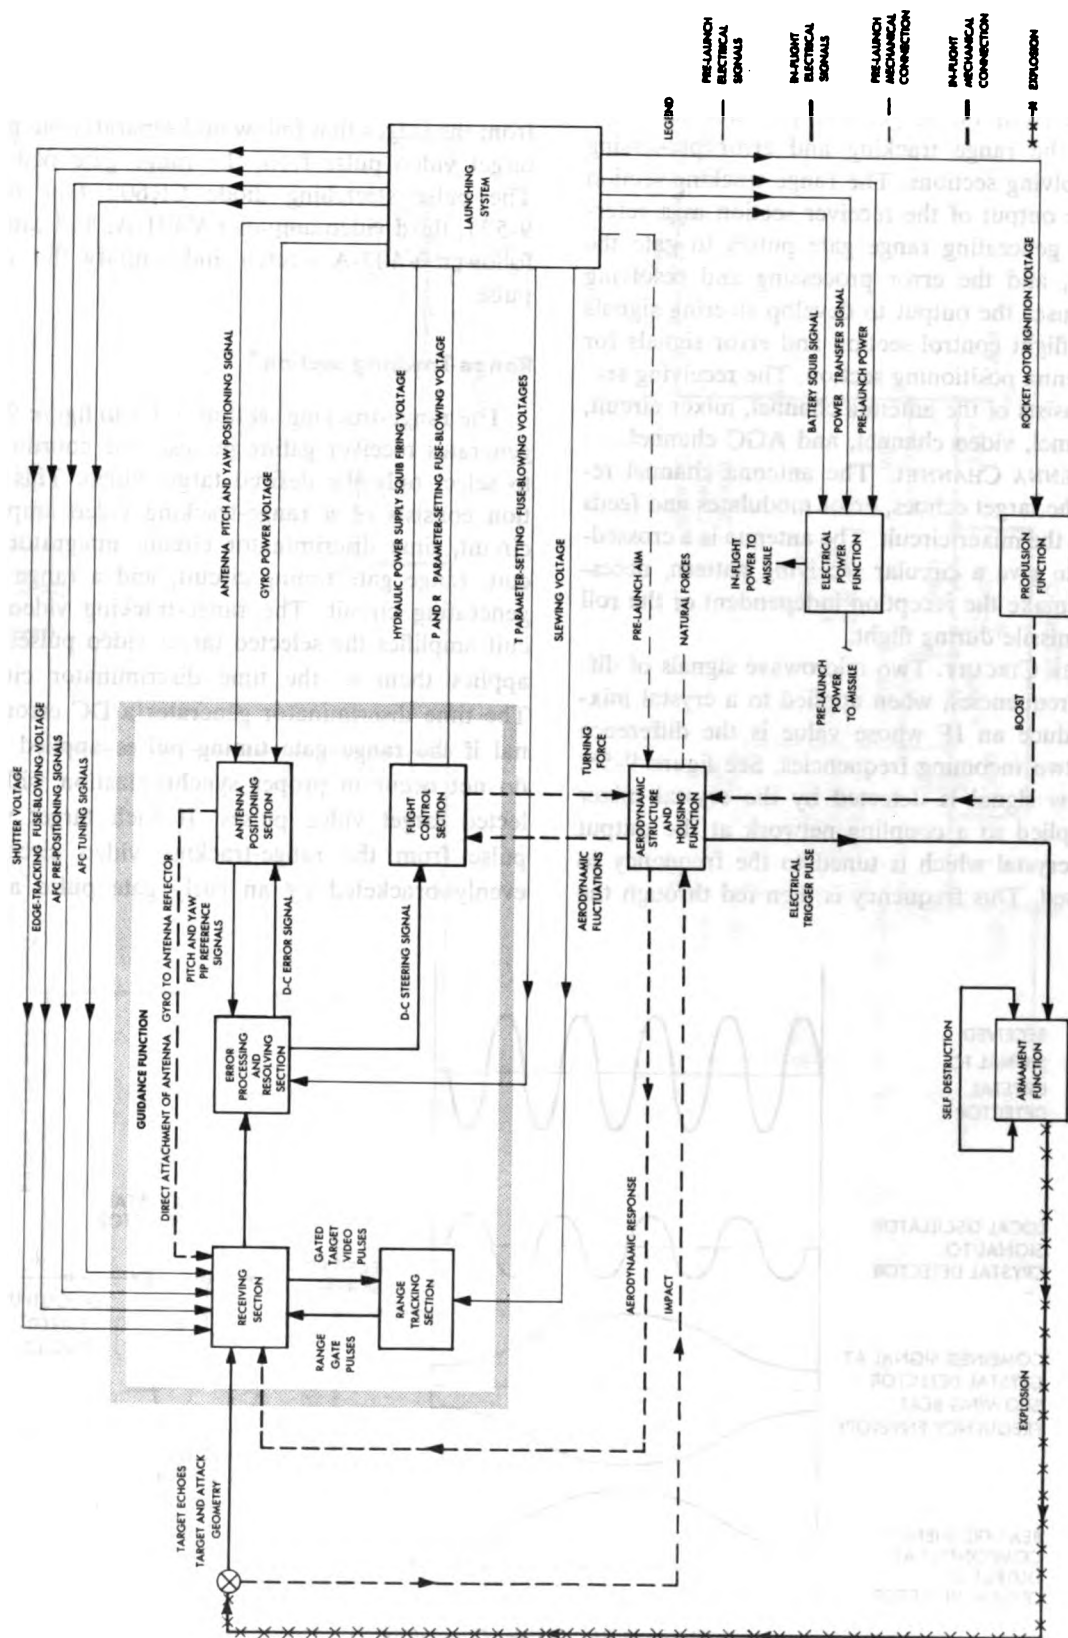 SHUTTER VOLTAGE
EDGE-TRACKING FUSE-BLOWING VOLTAGE
AFC PRE-POSITIONING SIGNALS
AFC TUNING SIGNALS
ANTENNA PITCH AND YAW POSITIONING SIGNAL
GYRO POWER VOLTAGE
HYDRAULIC POWER SUPPLY SQUIB FIRING VOLTAGE
P AND R PARAMETER-SETTING FUSE-BLOWING VOLTAGE
T PARAMETER-SETTING FUSE-BLOWING VOLTAGES
SLEWING VOLTAGE
PRE-LAUNCH AIM
NATURAL FORCES
LAUNCHING
SYSTEM
BATTERY SQUIB SIGNAL
POWER TRANSFER SIGNAL
PRE-LAUNCH POWER
ROCKET MOTOR IGNITION VOLTAGE
LEGEND
PRE-LAUNCH
ELECTRICAL
SIGNALS
IN-FLIGHT
ELECTRICAL
SIGNALS
PRE-LAUNCH
MECHANICAL
CONNECTION
IN-FLIGHT
MECHANICAL
CONNECTION
EXPLOSION
GUIDANCE FUNCTION
DIRECT ATTACHMENT OF ANTENNA GYRO TO ANTENNA REFLECTOR
PITCH AND YAW
PIP REFERENCE
SIGNALS
TARGET ECHOES
TARGET AND ATTACK
GEOMETRY
RECEIVING
SECTION
ERROR
PROCESSING
AND
RESOLVING
SECTION
D-C ERROR SIGNAL
ANTENNA
POSITIONING
SECTION
GATED
TARGET
VIDEO
PULSES
RANGE
GATE
PULSES
RANGE
TRACKING
SECTION
D-C STEERING SIGNAL
FLIGHT
CONTROL
SECTION
TURNING
FORCE
AERODYNAMIC
FLUCTUATIONS
AERODYNAMIC
STRUCTURE
AND
HOUSING
FUNCTION
AERODYNAMIC RESPONSE
IMPACT
IN-FLIGHT
POWER TO
MISSILE
ELECTRICAL
POWER
FUNCTION
PRE-LAUNCH
POWER
TO MISSILE
ELECTRICAL
TRIGGER PULSE
BOOST
PROPULSION
FUNCTION
SELF DESTRUCTION
ARMAMENT
FUNCTION
EXPLOSION